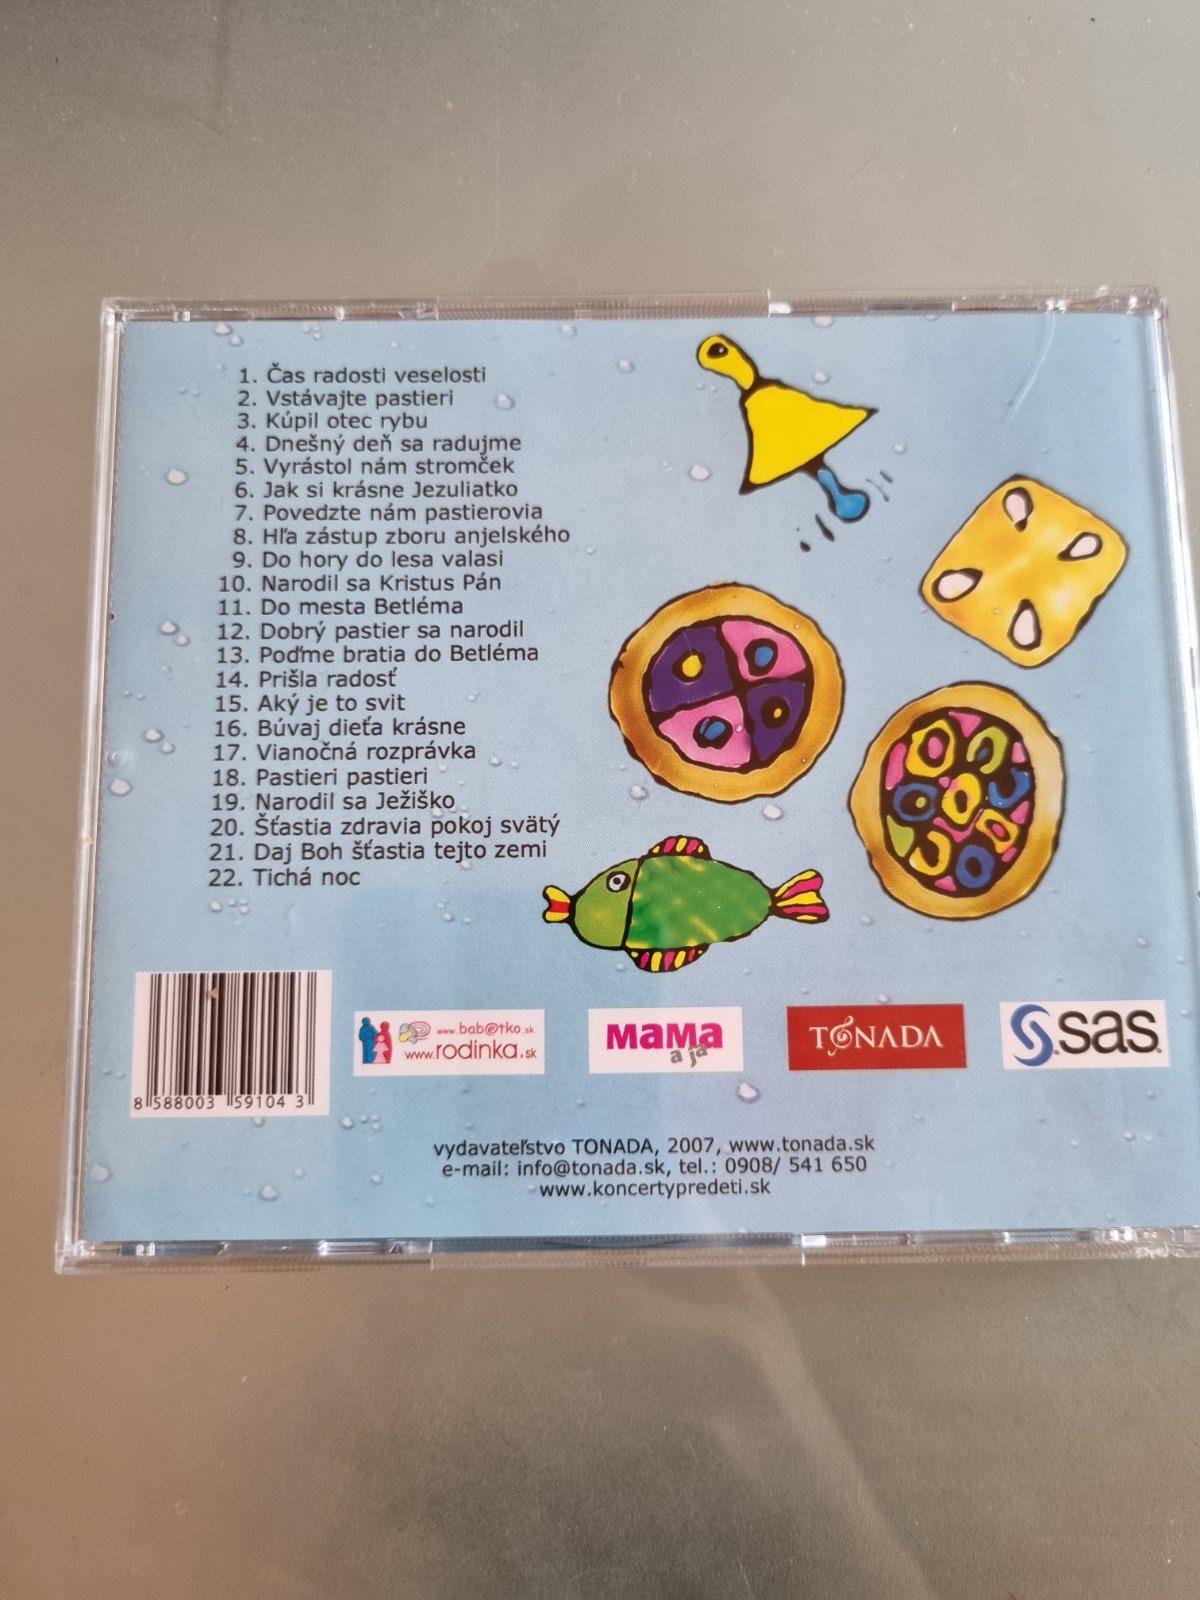 1. Čas radosti veselosti
2. Vstávajte pastieri
3. Kúpil otec rybu
4. Dnešný deň sa radujme
5. Vyrástol nám stromček
6. Jak si krásne Jezuliatko
7. Povedzte nám pastierovia
8. Hľa zástup zboru anjelského
9. Do hory do lesa valasi
10. Narodil sa Kristus Pán
11. Do mesta Betléma
12. Dobrý pastier sa narodil
13. Poďme bratia do Betléma
14. Prišla radosť
15. Aký je to svit
16. Búvaj dieťa krásne
17. Vianočná rozprávka
18. Pastieri pastieri
19. Narodil sa Ježiško
20. Šťastia zdravia pokoj svätý
21. Daj Boh šťastia tejto zemi
22. Tichá noc
8 588003 59104 3
www.bab@tko.sk
www.rodinka.sk
MAMA
a ja
TONADA
sas.
vydavateľstvo TONADA, 2007, www.tonada.sk
e-mail: info@tonada.sk, tel.: 0908/ 541 650
www.koncertypredeti.sk